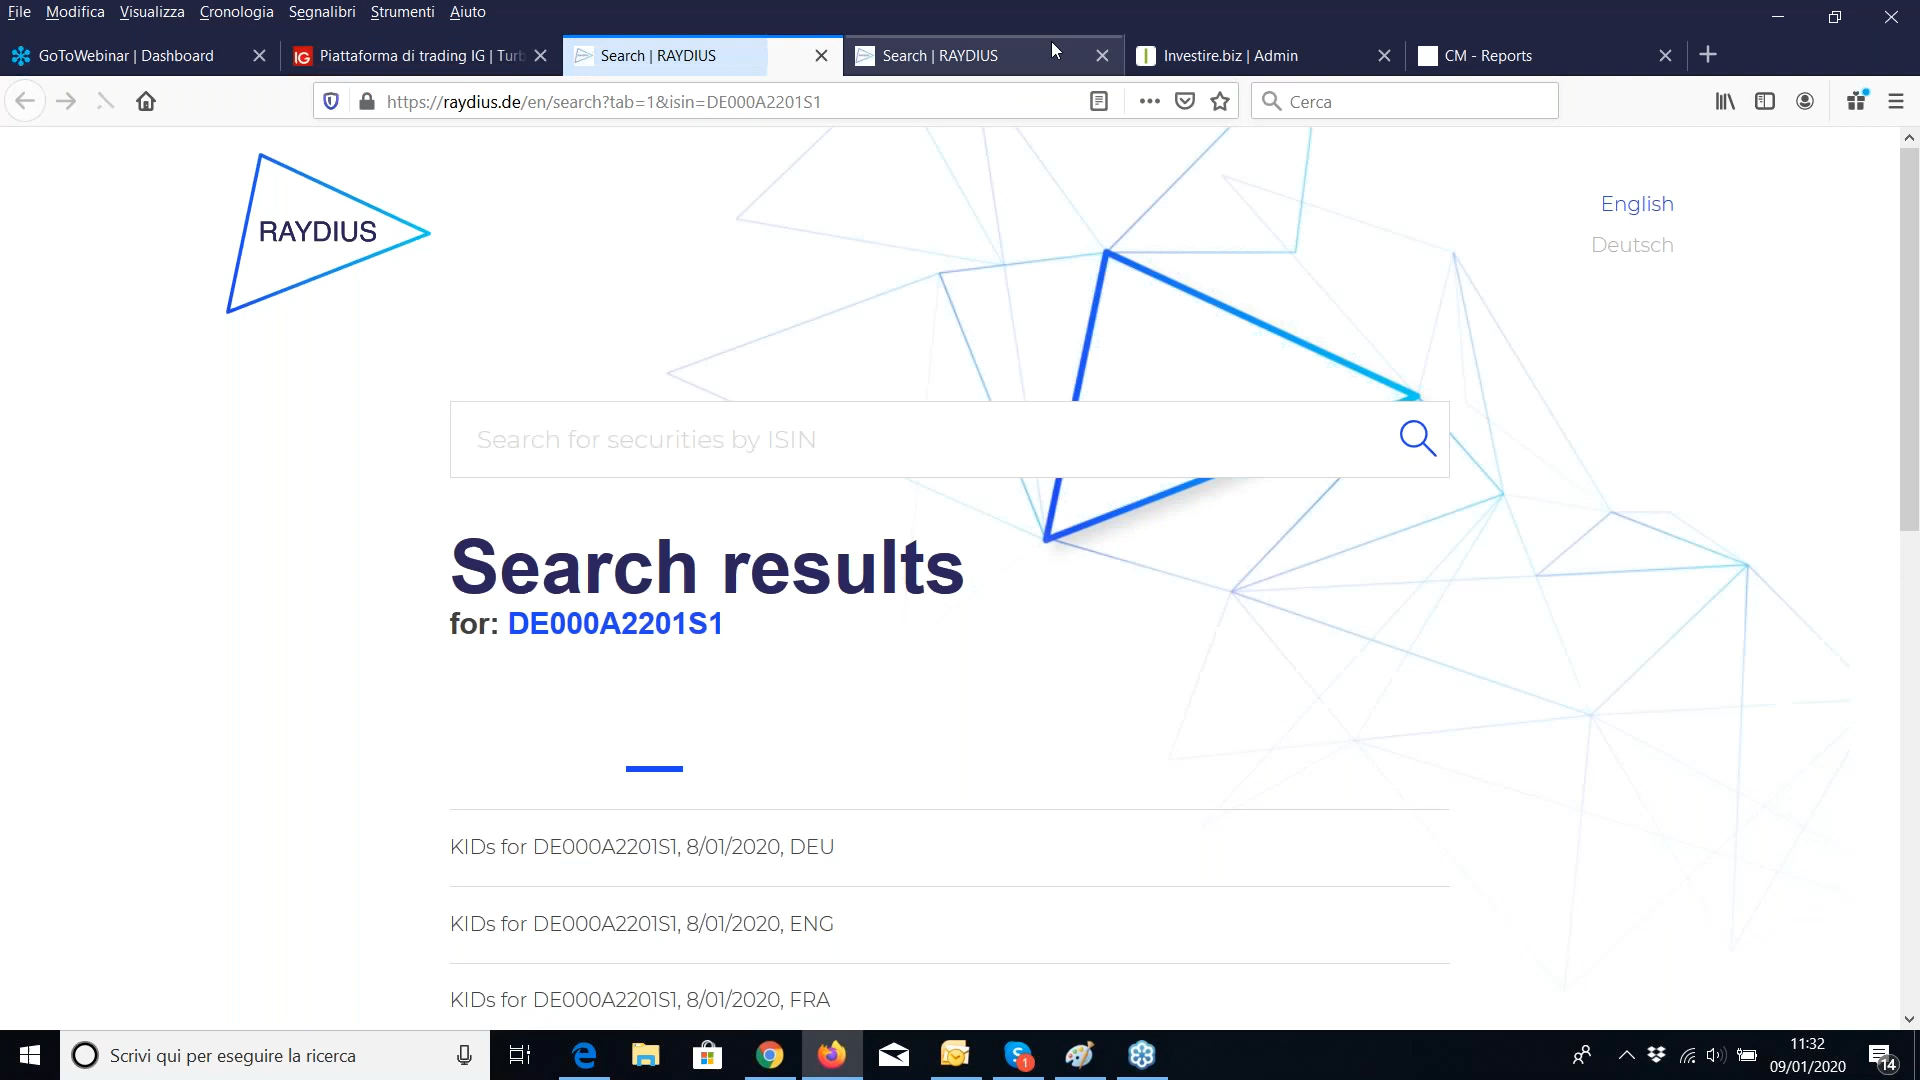 File Modifica Visualizza Cronologia Segnalibri Strumenti Aiuto
GoToWebinar | Dashboard
IG Piattaforma di trading IG | Turb
Search | RAYDIUS
Search | RAYDIUS
Investire.biz | Admin
CM - Reports
https://raydius.de/en/search?tab=1&isin=DE000A2201S1
Cerca
RAYDIUS
English
Deutsch
Search for securities by ISIN
Search results
for: DE000A2201S1
KIDs for DE000A2201S1, 8/01/2020, DEU
KIDs for DE000A2201S1, 8/01/2020, ENG
KIDs for DE000A2201S1, 8/01/2020, FRA
Scrivi qui per eseguire la ricerca
1
11:32
09/01/2020
14